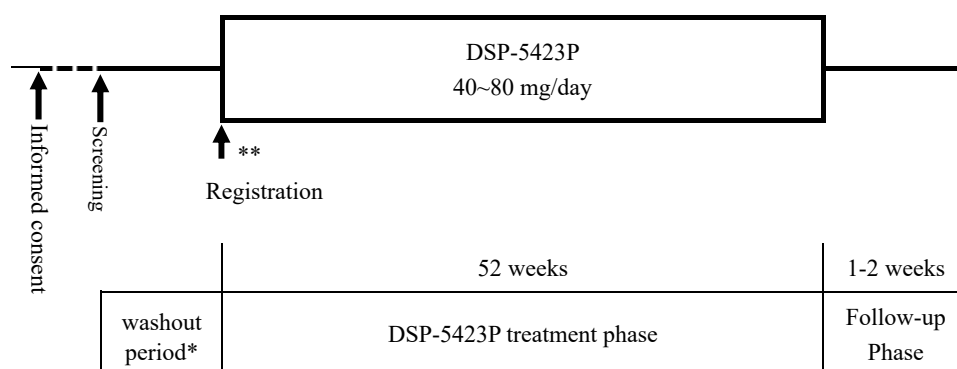 DSP-5423P
40~80 mg/day
Informed consent
Screening
**
Registration
52 weeks
1-2 weeks
washout
period*
DSP-5423P treatment phase
Follow-up
Phase